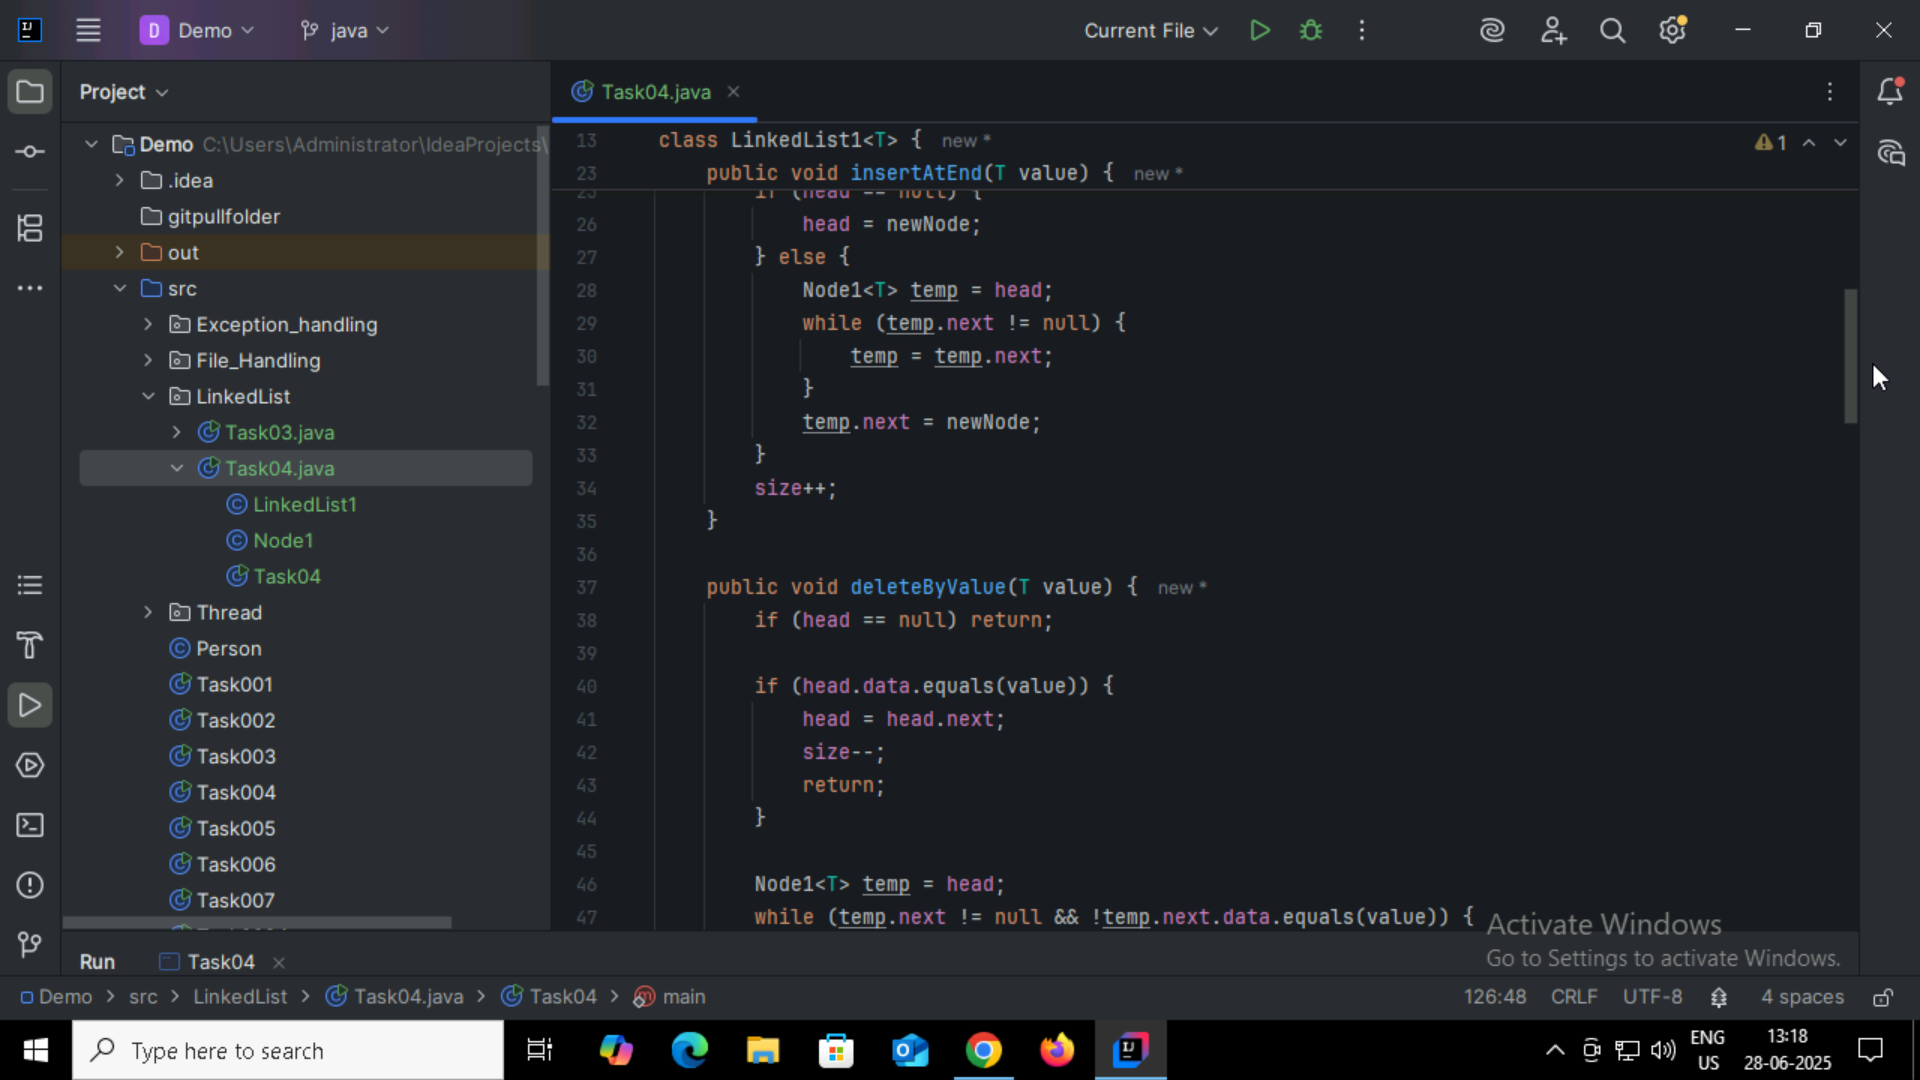 Demo
java
Current File
Project
Task04.java
Demo C:\Users\Administrator\IdeaProjects\
.idea
gitpullfolder
out
src
Exception_handling
File_Handling
LinkedList
Task03.java
Task04.java
LinkedList1
Node1
Task04
Thread
Person
Task001
Task002
Task003
Task004
Task005
Task006
Task007
13 class LinkedList1<T> { new *
1
23 public void insertAtEnd(T value) { new *
25 if (head == null) {
26 head = newNode;
27 } else {
28 Node1<T> temp = head;
29 while (temp.next != null) {
30 temp = temp.next;
31 }
32 temp.next = newNode;
33 }
34 size++;
35 }
36
37 public void deleteByValue(T value) { new *
38 if (head == null) return;
39
40 if (head.data.equals(value)) {
41 head = head.next;
42 size--;
43 return;
44 }
45
46 Node1<T> temp = head;
47 while (temp.next != null && !temp.next.data.equals(value)) {
Activate Windows
Go to Settings to activate Windows.
Run Task04
Demo > src > LinkedList > Task04.java > Task04 > main
126:48 CRLF UTF-8 4 spaces
Type here to search
ENG
US
13:18
28-06-2025